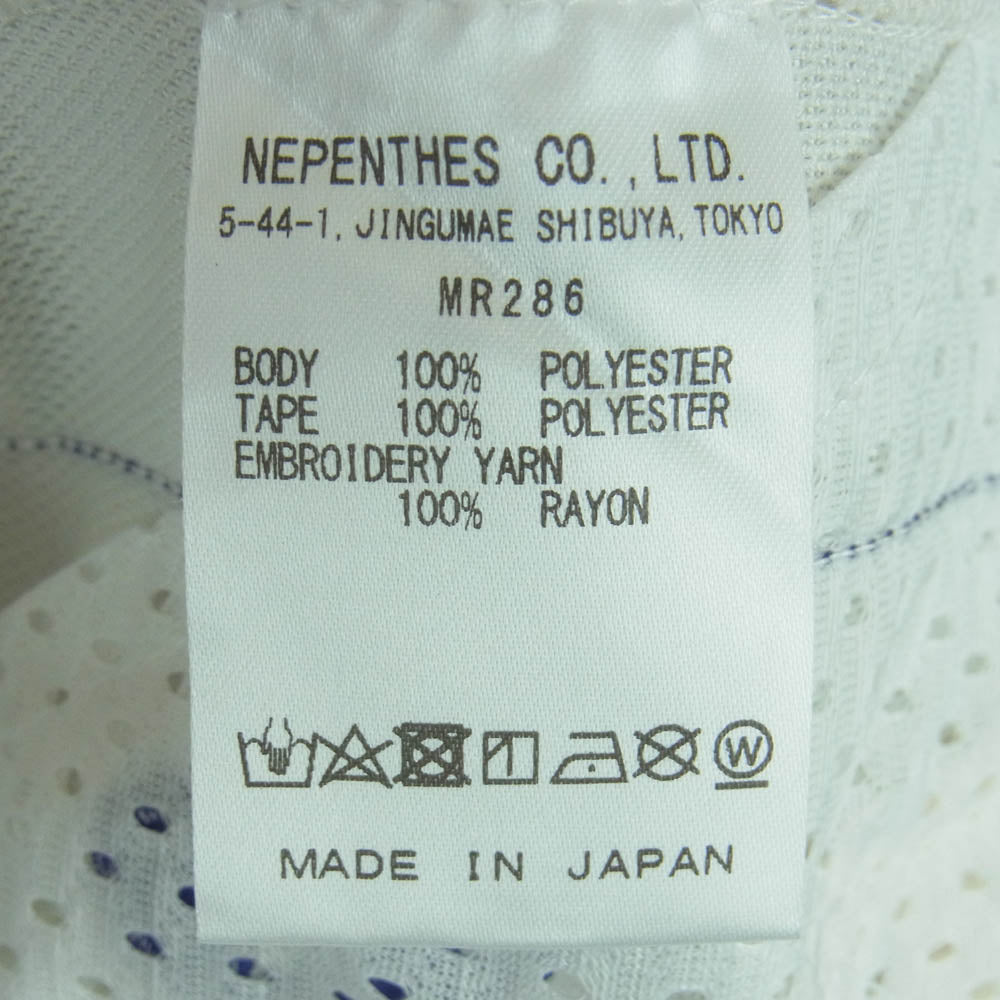 NEPENTHES CO.,LTD.
5-44-1, JINGUMAE SHIBUYA, TOKYO
MR286
BODY 100% POLYESTER
TAPE 100% POLYESTER
EMBROIDERY YARN
100% RAYON
W
MADE IN JAPAN